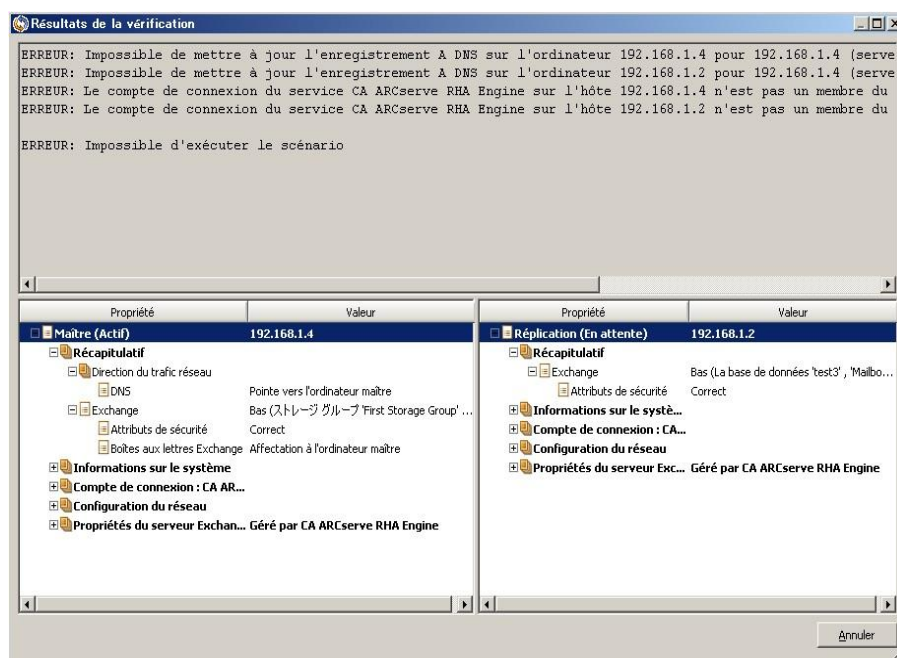 Résultats de la vérification
ERREUR: Impossible de mettre à jour l'enregistrement A DNS sur l'ordinateur 192.168.1.4 pour 192.168.1.4 (serve
ERREUR: Impossible de mettre à jour l'enregistrement A DNS sur l'ordinateur 192.168.1.2 pour 192.168.1.4 (serve
ERREUR: Le compte de connexion du service CA ARCserve RHA Engine sur l'hôte 192.168.1.4 n'est pas un membre du
ERREUR: Le compte de connexion du service CA ARCserve RHA Engine sur l'hôte 192.168.1.2 n'est pas un membre du
ERREUR: Impossible d'exécuter le scénario
Propriété Valeur
Maître (Actif) 192.168.1.4
Récapitulatif
Direction du trafic réseau
DNS Pointe vers l'ordinateur maître
Exchange Bas (ストレージ グループ 'First Storage Group' ...
Attributs de sécurité Correct
Boîtes aux lettres Exchange Affectation à l'ordinateur maître
Informations sur le système
Compte de connexion : CA AR...
Configuration du réseau
Propriétés du serveur Exchan... Géré par CA ARCserve RHA Engine
Propriété Valeur
Réplication (En attente) 192.168.1.2
Récapitulatif
Exchange Bas (La base de données 'test3' , 'Mailbo...
Attributs de sécurité Correct
Informations sur le systè...
Compte de connexion : CA...
Configuration du réseau
Propriétés du serveur Exc... Géré par CA ARCserve RHA Engine
Annuler